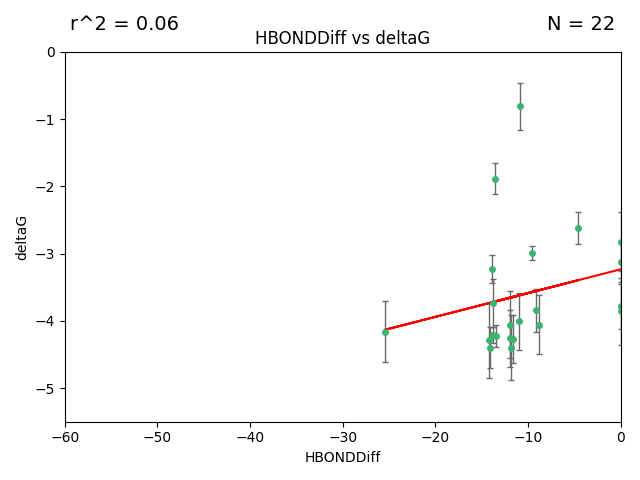 r^2 = 0.06
N = 22
HBONDDiff vs deltaG
deltaG
0
−1
−2
−3
−4
−5
−60
−50
−40
−30
−20
−10
0
HBONDDiff